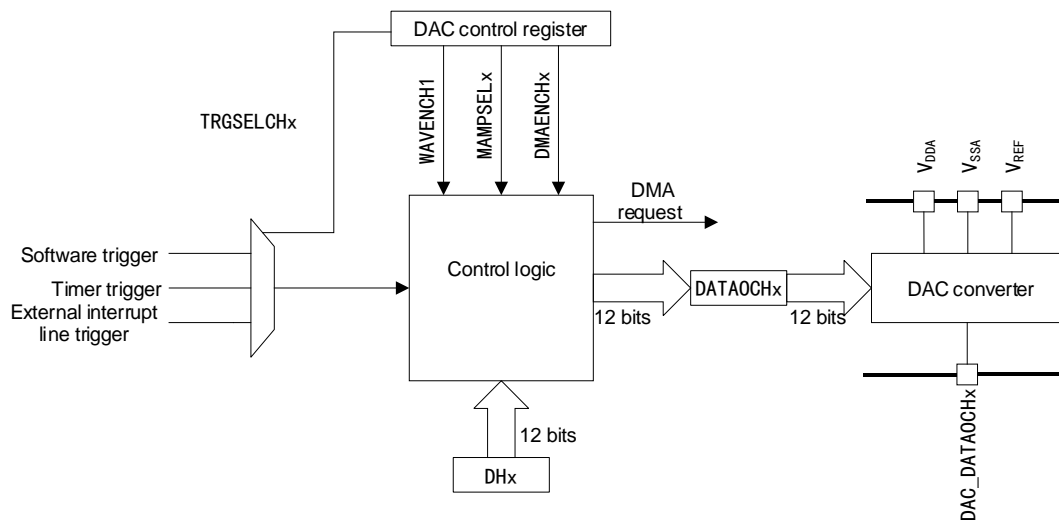 DAC control register
TRGSELCHx
WAVENCH1
MAMPSELx
DMAENCHx
VDDA
VSSA
VREF
DMA
request
Software trigger
Timer trigger
External interrupt
line trigger
Control logic
DATAOCHx
DAC converter
12 bits
12 bits
12 bits
DHx
DAC_DATAOCHx